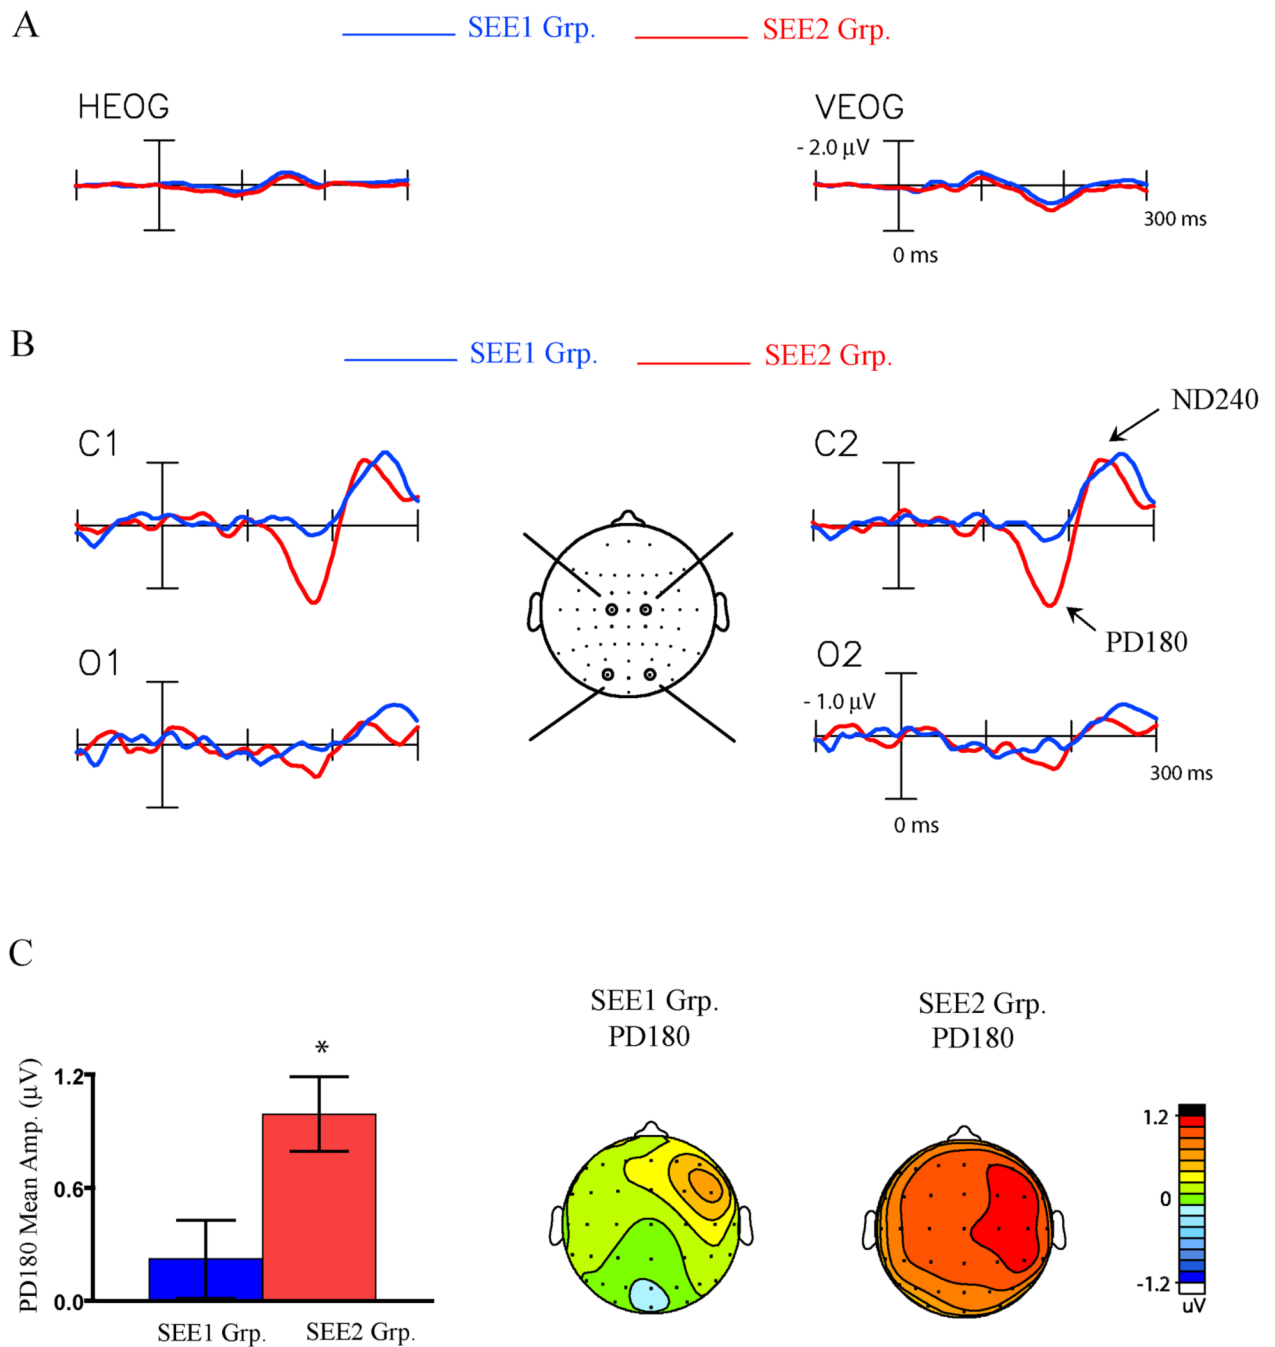 A
SEE1 Grp. SEE2 Grp.
HEOG
VEOG
- 2.0 µV
300 ms
0 ms
B
SEE1 Grp. SEE2 Grp.
C1
C2
ND240
PD180
O1
O2
- 1.0 µV
300 ms
0 ms
C
PD180 Mean Amp. (µV)
1.2
0.6
0.0
*
SEE1 Grp. SEE2 Grp.
SEE1 Grp.
PD180
SEE2 Grp.
PD180
1.2
0
-1.2
uV